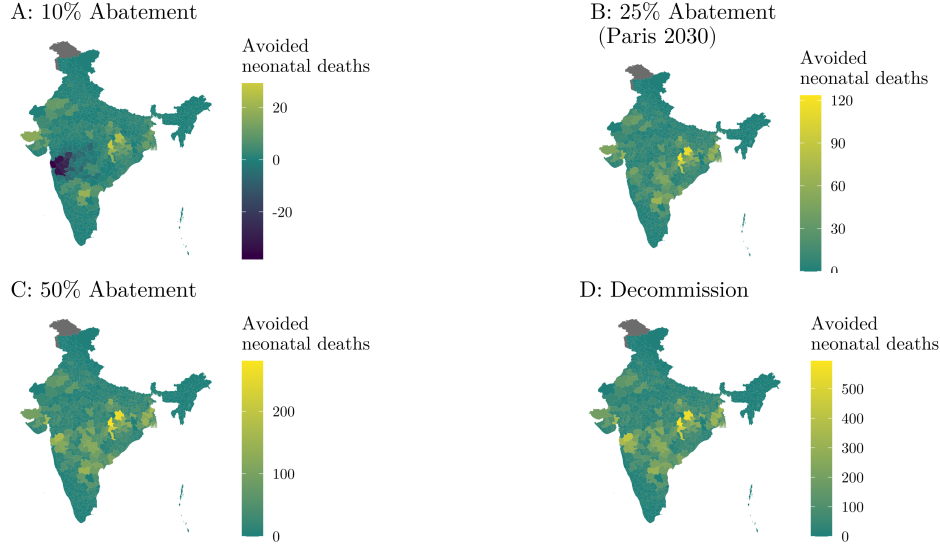 A: 10% Abatement
Avoided
neonatal deaths
20
0
-20
B: 25% Abatement
(Paris 2030)
Avoided
neonatal deaths
120
90
60
30
0
C: 50% Abatement
Avoided
neonatal deaths
200
100
0
D: Decommission
Avoided
neonatal deaths
500
400
300
200
100
0